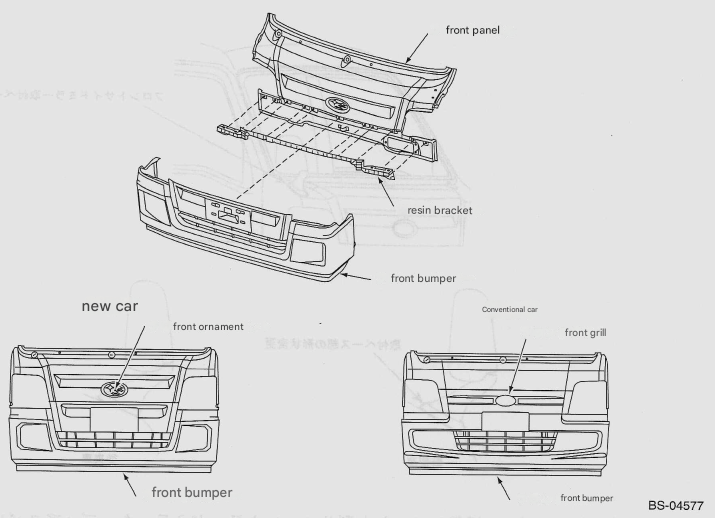 front panel
resin bracket
front bumper
new car
front ornament
front bumper
Conventional car
front grill
front bumper
BS-04577